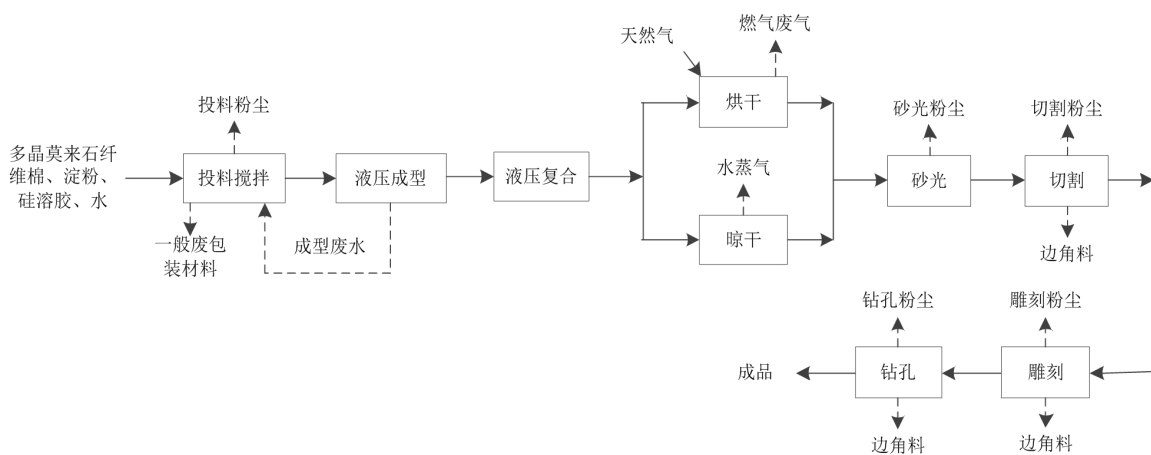 天然气
燃气废气
投料粉尘
烘干
砂光粉尘
切割粉尘
多晶莫来石纤
维棉、淀粉、
硅溶胶、水
投料搅拌
液压成型
液压复合
水蒸气
砂光
切割
一般废包
装材料
成型废水
晾干
边角料
钻孔粉尘
雕刻粉尘
成品
钻孔
雕刻
边角料
边角料